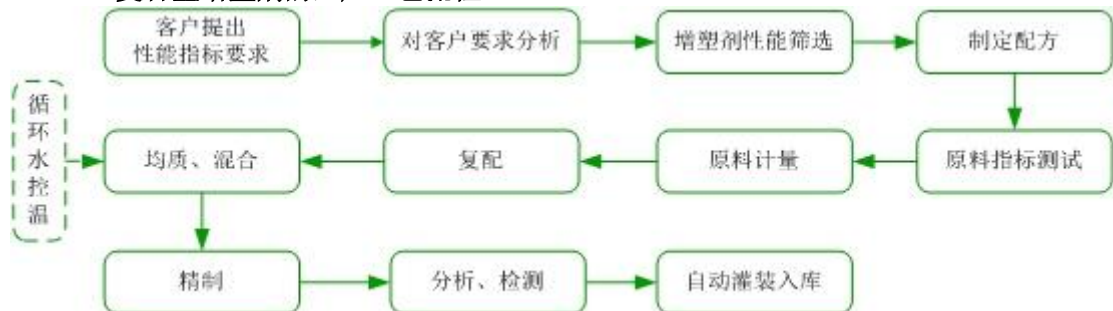 客户提出
性能指标要求
对客户要求分析
增塑剂性能筛选
制定配方
循
环
水
控
温
均质、混合
复配
原料计量
原料指标测试
精制
分析、检测
自动灌装入库